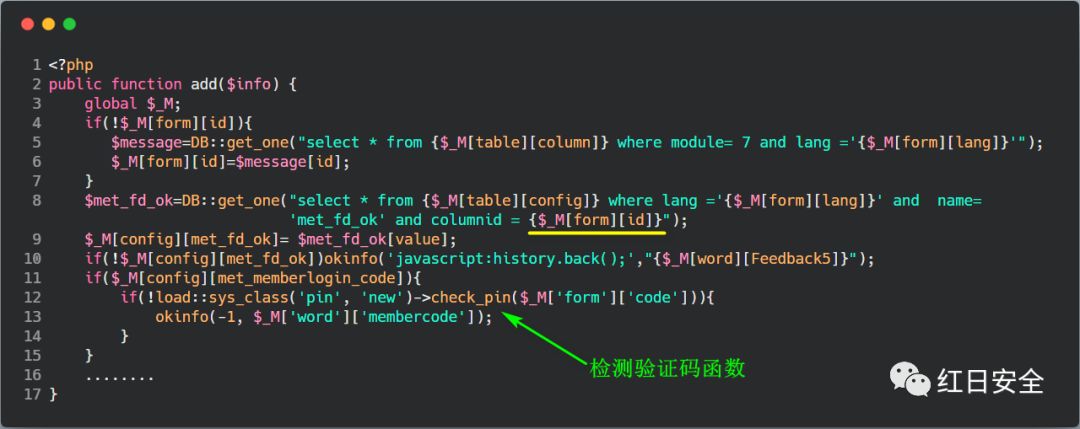 1 <?php
2 public function add($info) {
3     global $_M;
4     if(!$_M[form][id]){
5        $message=DB::get_one("select * from {$_M[table][column]} where module= 7 and lang ='{$_M[form][lang]}'");
6        $_M[form][id]=$message[id];
7     }
8     $met_fd_ok=DB::get_one("select * from {$_M[table][config]} where lang ='{$_M[form][lang]}' and  name=
                            'met_fd_ok' and columnid = {$_M[form][id]}");
9     $_M[config][met_fd_ok]= $met_fd_ok[value];
10     if(!$_M[config][met_fd_ok])okinfo('javascript:history.back();',"{$_M[word][Feedback5]}");
11     if($_M[config][met_memberlogin_code]){
12         if(!load::sys_class('pin', 'new')->check_pin($_M['form']['code'])){
13             okinfo(-1, $_M['word']['membercode']);
14         }
15     }
检测验证码函数
16     ........
17 }
红日安全